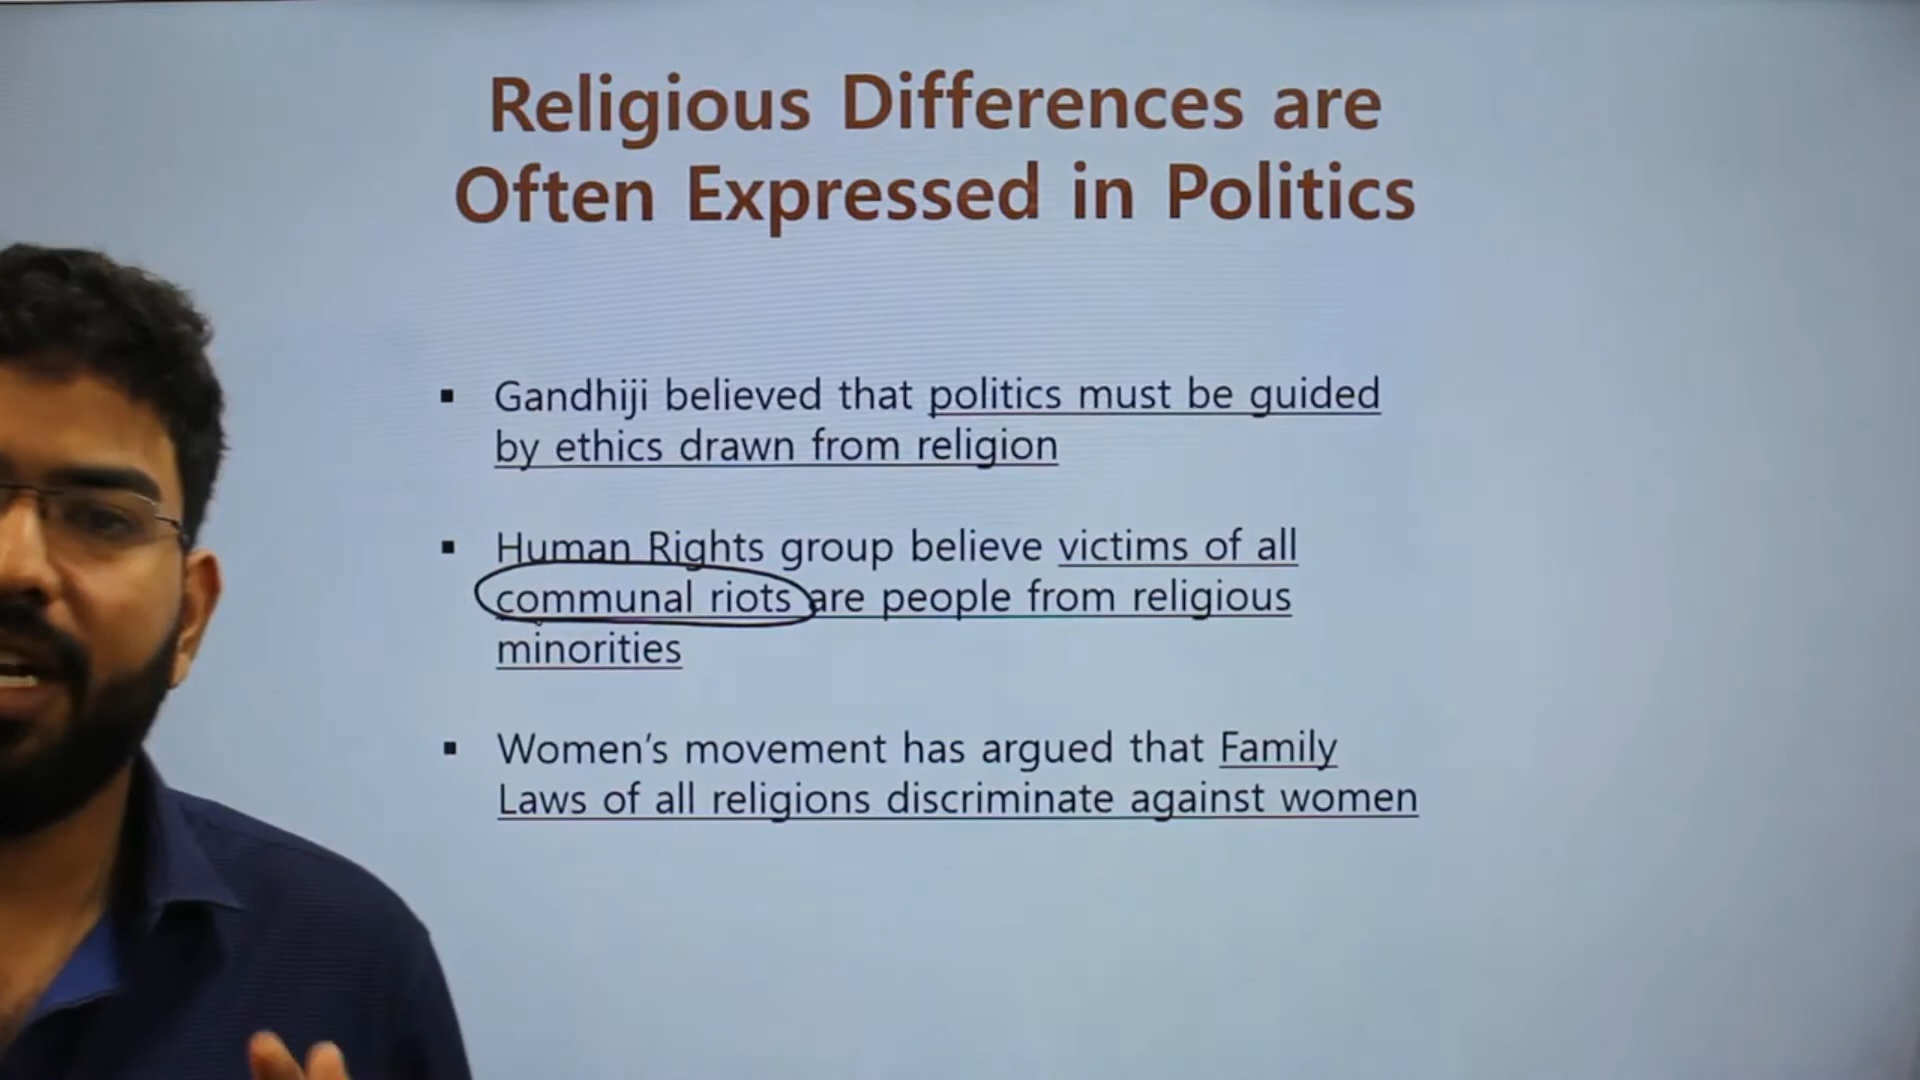 Religious Differences are
Often Expressed in Politics
▪ Gandhiji believed that politics must be guided
by ethics drawn from religion
▪ Human Rights group believe victims of all
communal riots are people from religious
minorities
▪ Women's movement has argued that Family
Laws of all religions discriminate against women